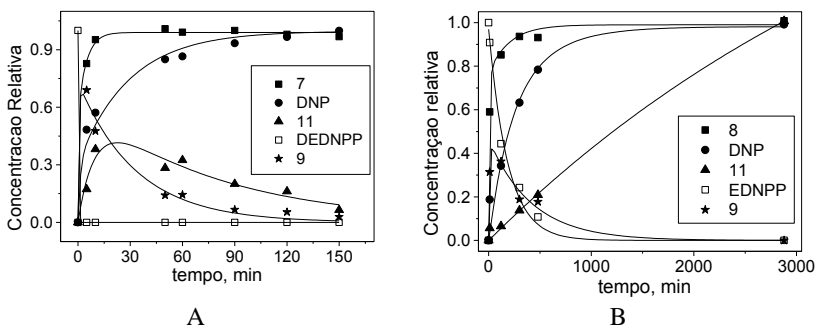 Concentracao Relativa
0.9
0.6
0.3
0.0
7
DNP
11
DEDNPP
9
0 30 60 90 120 150
tempo, min
A
Concentraçao relativa
1.0
0.8
0.6
0.4
0.2
0.0
8
DNP
11
EDNPP
9
0 1000 2000 3000
tempo, min
B